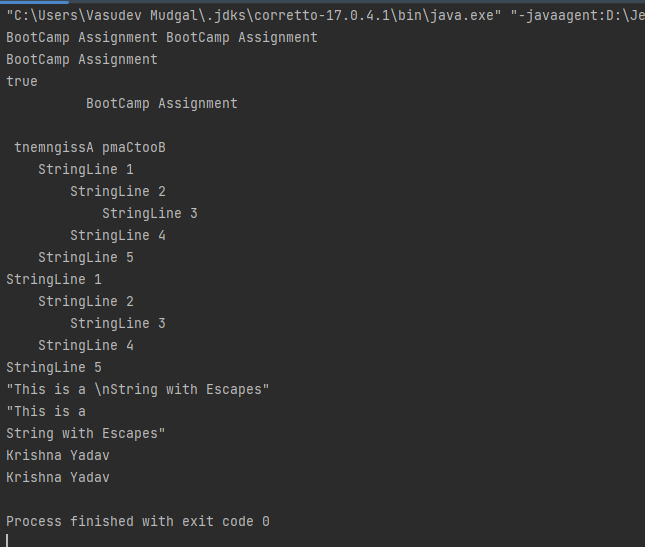 "C:\Users\Vasudev Mudgal\.jdks\corretto-17.0.4.1\bin\java.exe" "-javaagent:D:\Je
BootCamp Assignment BootCamp Assignment
BootCamp Assignment
true
          BootCamp Assignment

 tnemngissA pmaCtooB
    StringLine 1
        StringLine 2
            StringLine 3
        StringLine 4
    StringLine 5
StringLine 1
    StringLine 2
        StringLine 3
    StringLine 4
StringLine 5
"This is a \nString with Escapes"
"This is a
String with Escapes"
Krishna Yadav
Krishna Yadav

Process finished with exit code 0